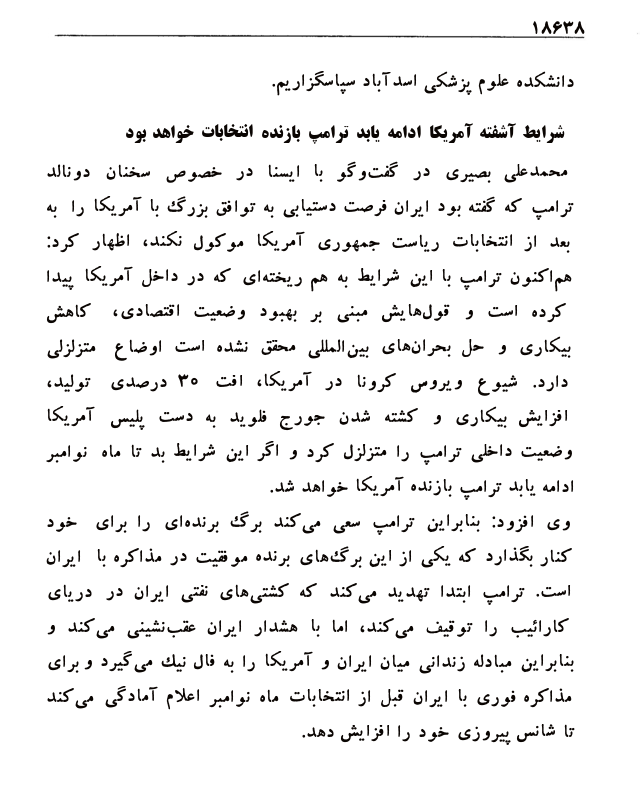 ۱۸۶۳۸
دانشکده علوم پزشکی اسدآباد سپاسگزاریم.
شرایط آشفته آمریکا ادامه یابد ترامپ بازنده انتخابات خواهد بود
محمدعلی بصیری در گفت‌وگو با ایسنا در خصوص سخنان دونالد
ترامپ که گفته بود ایران فرصت دستیابی به توافق بزرگ با آمریکا را به
بعد از انتخابات ریاست جمهوری آمریکا موکول نکند، اظهار کرد:
هم‌اکنون ترامپ با این شرایط به هم ریخته‌ای که در داخل آمریکا پیدا
کرده است و قول‌هایش مبنی بر بهبود وضعیت اقتصادی، کاهش
بیکاری و حل بحران‌های بین‌المللی محقق نشده است اوضاع متزلزلی
دارد. شیوع ویروس کرونا در آمریکا، افت ۳۰ درصدی تولید،
افزایش بیکاری و کشته شدن جورج فلوید به دست پلیس آمریکا
وضعیت داخلی ترامپ را متزلزل کرد و اگر این شرایط بد تا ماه نوامبر
ادامه یابد ترامپ بازنده آمریکا خواهد شد.
وی افزود: بنابراین ترامپ سعی می‌کند برگ برنده‌ای را برای خود
کنار بگذارد که یکی از این برگ‌های برنده موفقیت در مذاکره با ایران
است. ترامپ ابتدا تهدید می‌کند که کشتی‌های نفتی ایران در دریای
کارائیب را توقیف می‌کند، اما با هشدار ایران عقب‌نشینی می‌کند و
بنابراین مبادله زندانی میان ایران و آمریکا را به فال نیک می‌گیرد و برای
مذاکره فوری با ایران قبل از انتخابات ماه نوامبر اعلام آمادگی می‌کند
تا شانس پیروزی خود را افزایش دهد.